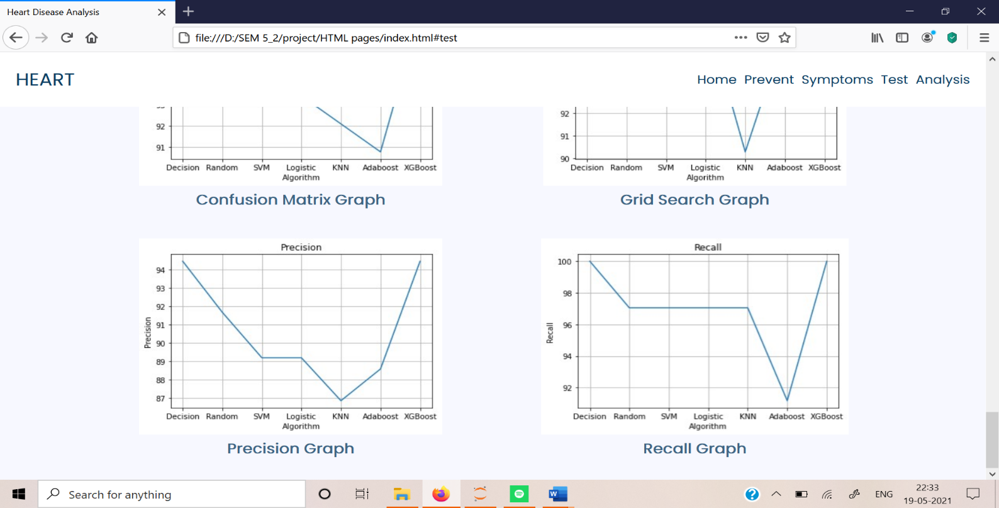 Heart Disease Analysis
file:///D:/SEM 5_2/project/HTML pages/index.html#test
HEART
Home Prevent Symptoms Test Analysis
92
91
Decision Random SVM Logistic KNN Adaboost XGBoost
Algorithm
Confusion Matrix Graph
92
91
90
Decision Random SVM Logistic KNN Adaboost XGBoost
Algorithm
Grid Search Graph
Precision
94
93
92
91
90
89
88
87
Precision
Decision Random SVM Logistic KNN Adaboost XGBoost
Algorithm
Precision Graph
Recall
100
98
96
94
92
Recall
Decision Random SVM Logistic KNN Adaboost XGBoost
Algorithm
Recall Graph
Search for anything
W
ENG
22:33
19-05-2021